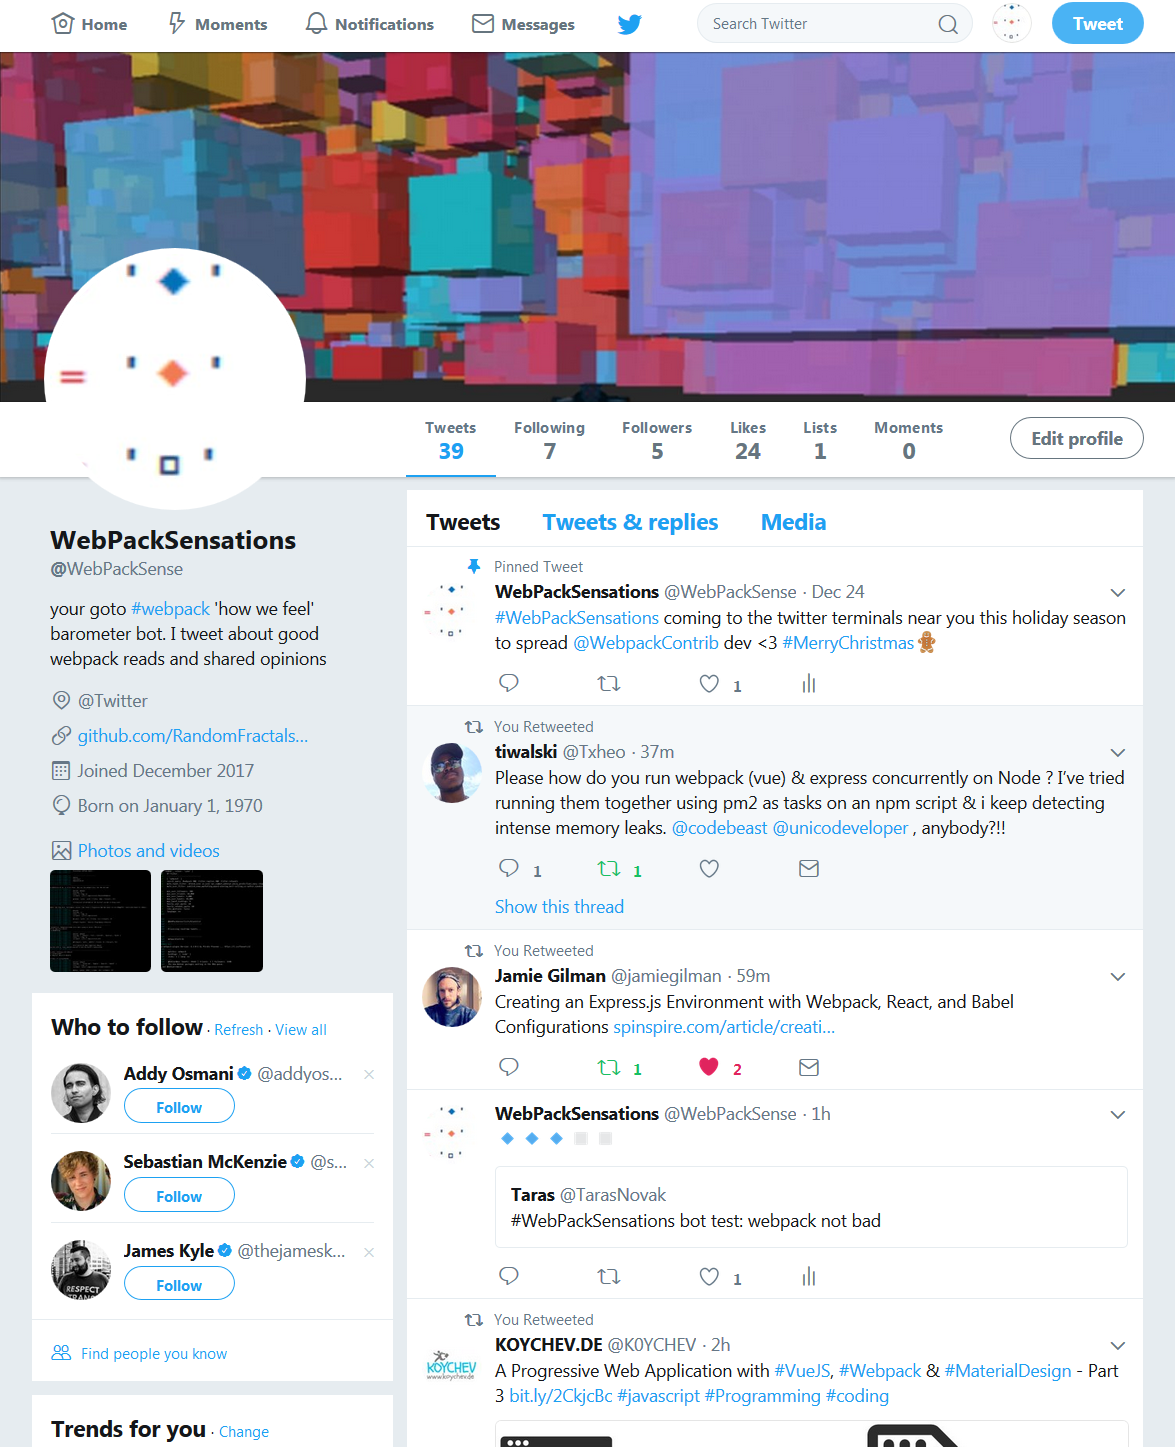 Home Moments Notifications Messages Search Twitter Tweet
Tweets Following Followers Likes Lists Moments
39 7 5 24 1 0
Edit profile
WebPackSensations
@WebPackSense
your goto #webpack 'how we feel'
barometer bot. I tweet about good
webpack reads and shared opinions
@Twitter
github.com/RandomFractals...
Joined December 2017
Born on January 1, 1970
Photos and videos
Who to follow · Refresh · View all
Addy Osmani @addyos...
Follow
Sebastian McKenzie @s...
Follow
James Kyle @thejamesk...
Follow
RESPECT
Find people you know
Trends for you · Change
Tweets Tweets & replies Media
Pinned Tweet
WebPackSensations @WebPackSense · Dec 24
#WebPackSensations coming to the twitter terminals near you this holiday season
to spread @WebpackContrib dev <3 #MerryChristmas
1
You Retweeted
tiwalski @Txheo · 37m
Please how do you run webpack (vue) & express concurrently on Node ? I've tried
running them together using pm2 as tasks on an npm script & i keep detecting
intense memory leaks. @codebeast @unicodeveloper , anybody?!!
1 1
Show this thread
You Retweeted
Jamie Gilman @jamiegilman · 59m
Creating an Express.js Environment with Webpack, React, and Babel
Configurations spinspire.com/article/creati...
1 2
WebPackSensations @WebPackSense · 1h
Taras @TarasNovak
#WebPackSensations bot test: webpack not bad
1
You Retweeted
KOYCHEV.DE @K0YCHEV · 2h
KOYCHEV
www.koychev.de
A Progressive Web Application with #VueJS, #Webpack & #MaterialDesign - Part
3 bit.ly/2CkjcBc #javascript #Programming #coding